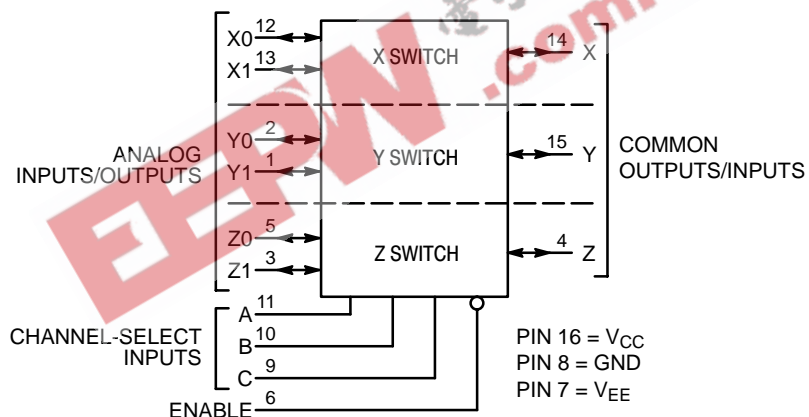 X0 12
X1 13
X SWITCH
14 X
Y0 2
Y1 1
Y SWITCH
15 Y
ANALOG
INPUTS/OUTPUTS
COMMON
OUTPUTS/INPUTS
Z0 5
Z1 3
Z SWITCH
4 Z
CHANNEL-SELECT
INPUTS
A 11
B 10
C 9
ENABLE 6
PIN 16 = VCC
PIN 8 = GND
PIN 7 = VEE
EEPW
.com